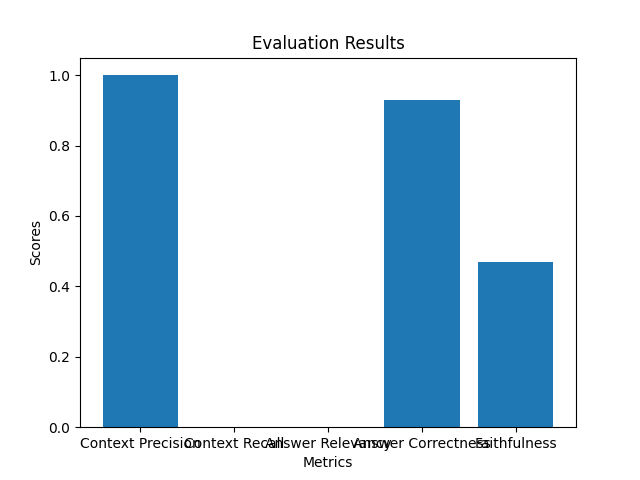 Evaluation Results
1.0
0.8
0.6
0.4
0.2
0.0
Scores
Context Precision Context Recall Answer Relevancy Answer Correctness Faithfulness
Metrics